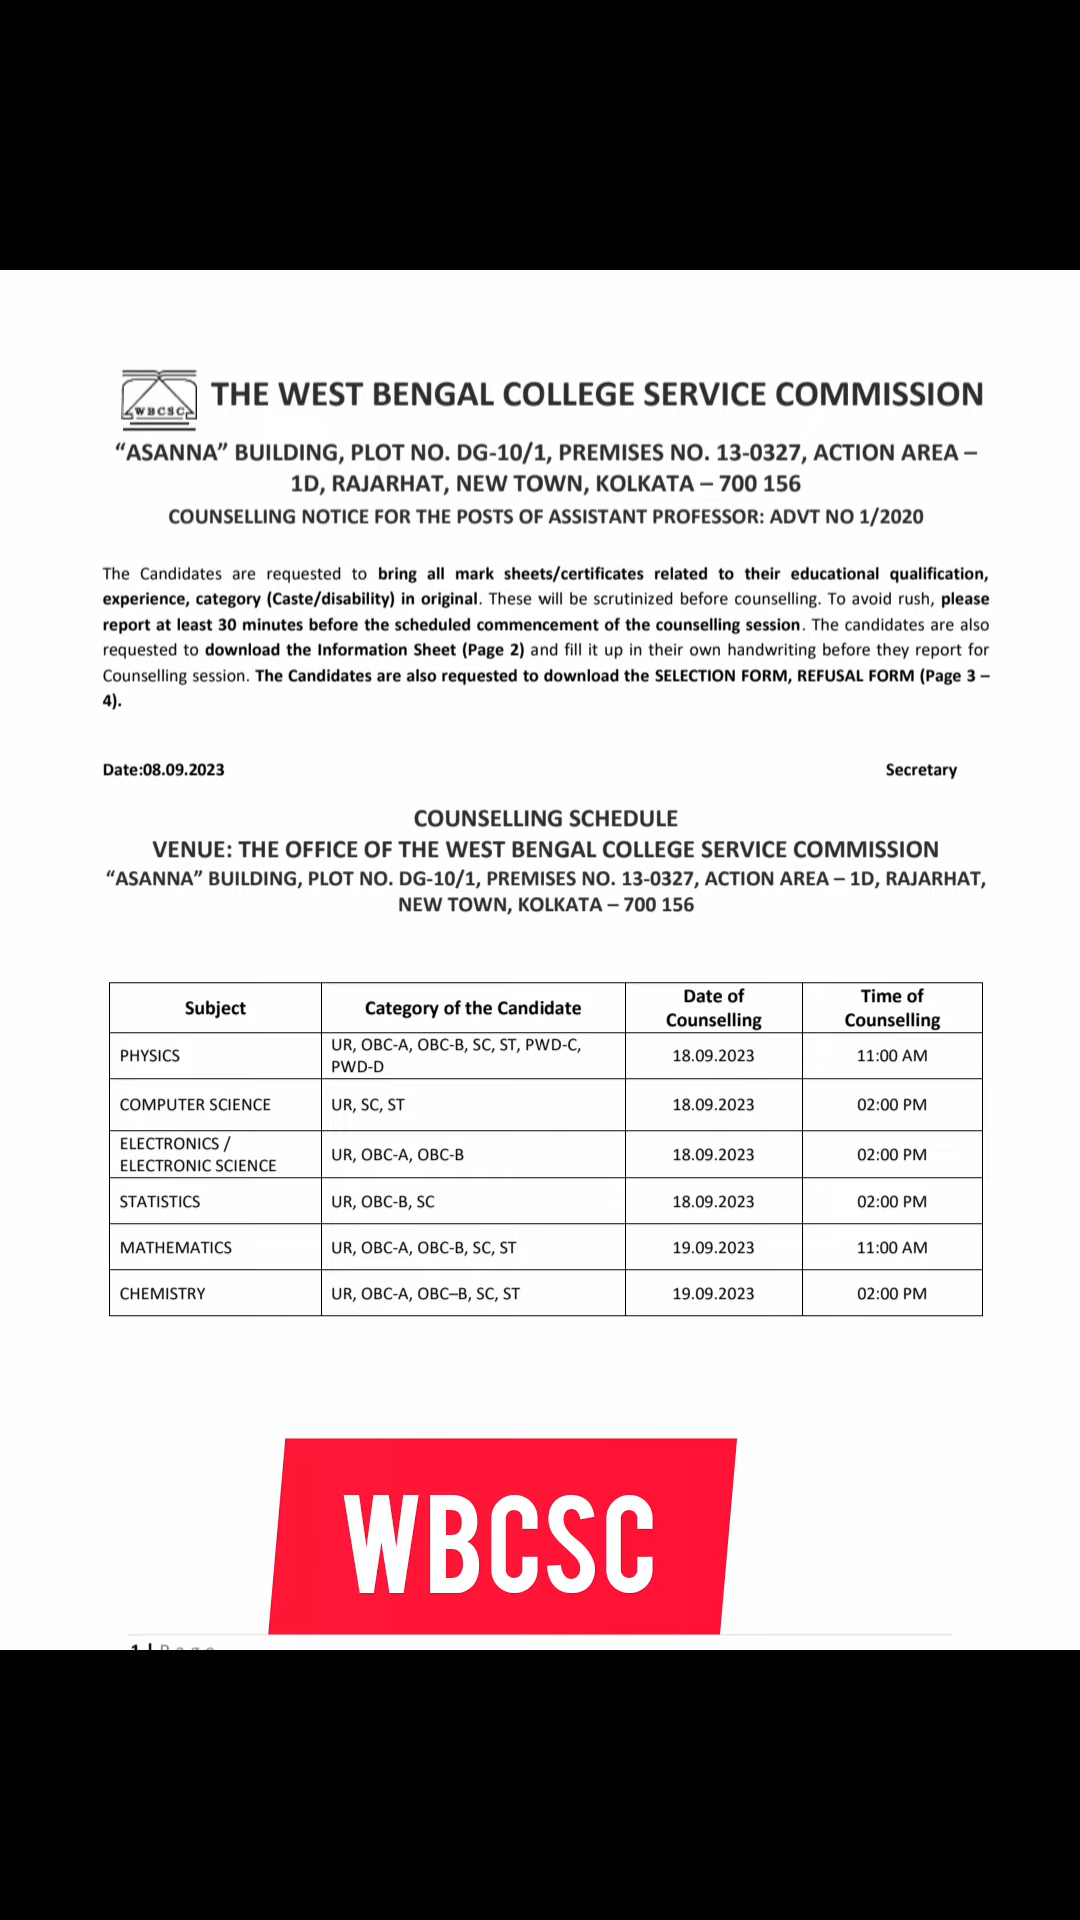 WBCSC
THE WEST BENGAL COLLEGE SERVICE COMMISSION
“ASANNA” BUILDING, PLOT NO. DG-10/1, PREMISES NO. 13-0327, ACTION AREA –
1D, RAJARHAT, NEW TOWN, KOLKATA – 700 156
COUNSELLING NOTICE FOR THE POSTS OF ASSISTANT PROFESSOR: ADVT NO 1/2020
The Candidates are requested to bring all mark sheets/certificates related to their educational qualification,
experience, category (Caste/disability) in original. These will be scrutinized before counselling. To avoid rush, please
report at least 30 minutes before the scheduled commencement of the counselling session. The candidates are also
requested to download the Information Sheet (Page 2) and fill it up in their own handwriting before they report for
Counselling session. The Candidates are also requested to download the SELECTION FORM, REFUSAL FORM (Page 3 –
4).
Date:08.09.2023 Secretary
COUNSELLING SCHEDULE
VENUE: THE OFFICE OF THE WEST BENGAL COLLEGE SERVICE COMMISSION
“ASANNA” BUILDING, PLOT NO. DG-10/1, PREMISES NO. 13-0327, ACTION AREA – 1D, RAJARHAT,
NEW TOWN, KOLKATA – 700 156
Subject Category of the Candidate Date of Counselling Time of Counselling
PHYSICS UR, OBC-A, OBC-B, SC, ST, PWD-C, PWD-D 18.09.2023 11:00 AM
COMPUTER SCIENCE UR, SC, ST 18.09.2023 02:00 PM
ELECTRONICS / ELECTRONIC SCIENCE UR, OBC-A, OBC-B 18.09.2023 02:00 PM
STATISTICS UR, OBC-B, SC 18.09.2023 02:00 PM
MATHEMATICS UR, OBC-A, OBC-B, SC, ST 19.09.2023 11:00 AM
CHEMISTRY UR, OBC-A, OBC–B, SC, ST 19.09.2023 02:00 PM
WBCSC
1 | Page